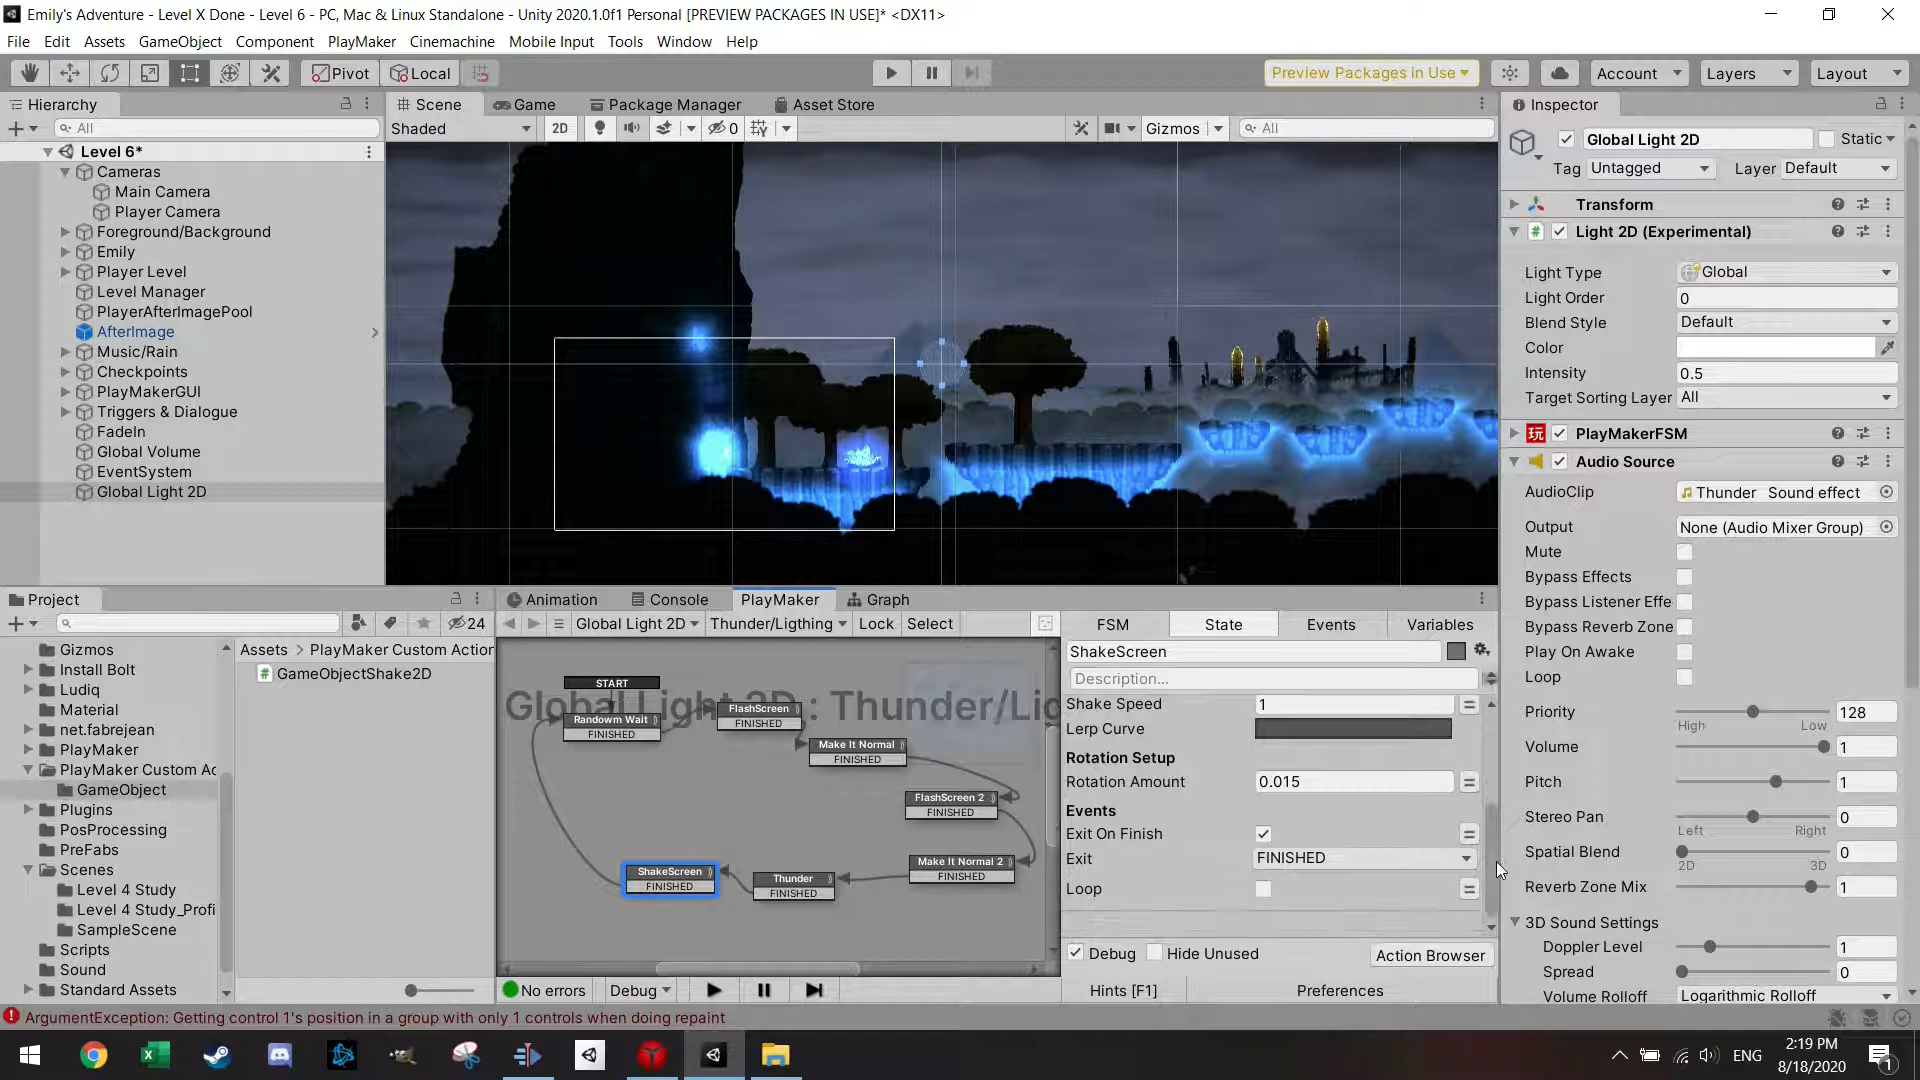 Emily's Adventure - Level X Done - Level 6 - PC, Mac & Linux Standalone - Unity 2020.1.0f1 Personal [PREVIEW PACKAGES IN USE]* <DX11>
File Edit Assets GameObject Component PlayMaker Cinemachine Mobile Input Tools Window Help
Pivot Local Preview Packages in Use Account Layers Layout
Hierarchy
All
Level 6*
Cameras
Main Camera
Player Camera
Foreground/Background
Emily
Player Level
Level Manager
PlayerAfterImagePool
AfterImage
Music/Rain
Checkpoints
PlayMakerGUI
Triggers & Dialogue
FadeIn
Global Volume
EventSystem
Global Light 2D
Scene Game Package Manager Asset Store
Shaded 2D 0 Gizmos All
Inspector
Global Light 2D Static
Tag Untagged Layer Default
Transform
Light 2D (Experimental)
Light Type Global
Light Order 0
Blend Style Default
Color
Intensity 0.5
Target Sorting Layer All
PlayMakerFSM
Audio Source
AudioClip Thunder Sound effect
Output None (Audio Mixer Group)
Mute
Bypass Effects
Bypass Listener Effe
Bypass Reverb Zone
Play On Awake
Loop
Priority 128
High Low
Volume 1
Pitch 1
Stereo Pan 0
Left Right
Spatial Blend 0
2D 3D
Reverb Zone Mix 1
3D Sound Settings
Doppler Level 1
Spread 0
Volume Rolloff Logarithmic Rolloff
Project
24
Gizmos
Install Bolt
Ludiq
Material
net.fabrejean
PlayMaker
PlayMaker Custom Ac
GameObject
Plugins
PosProcessing
PreFabs
Scenes
Level 4 Study
Level 4 Study_Profi
SampleScene
Scripts
Sound
Standard Assets
Assets > PlayMaker Custom Action
GameObjectShake2D
Animation Console PlayMaker Graph
Global Light 2D Thunder/Ligthing Lock Select
Global Light 2D : Thunder/Lig
START
Randowm Wait
FINISHED
FlashScreen
FINISHED
Make It Normal
FINISHED
FlashScreen 2
FINISHED
Make It Normal 2
FINISHED
Thunder
FINISHED
ShakeScreen
FINISHED
No errors Debug
FSM State Events Variables
ShakeScreen
Description...
Shake Speed 1
Lerp Curve
Rotation Setup
Rotation Amount 0.015
Events
Exit On Finish
Exit FINISHED
Loop
Debug Hide Unused Action Browser
Hints [F1] Preferences
ArgumentException: Getting control 1's position in a group with only 1 controls when doing repaint
ENG
2:19 PM
8/18/2020
1